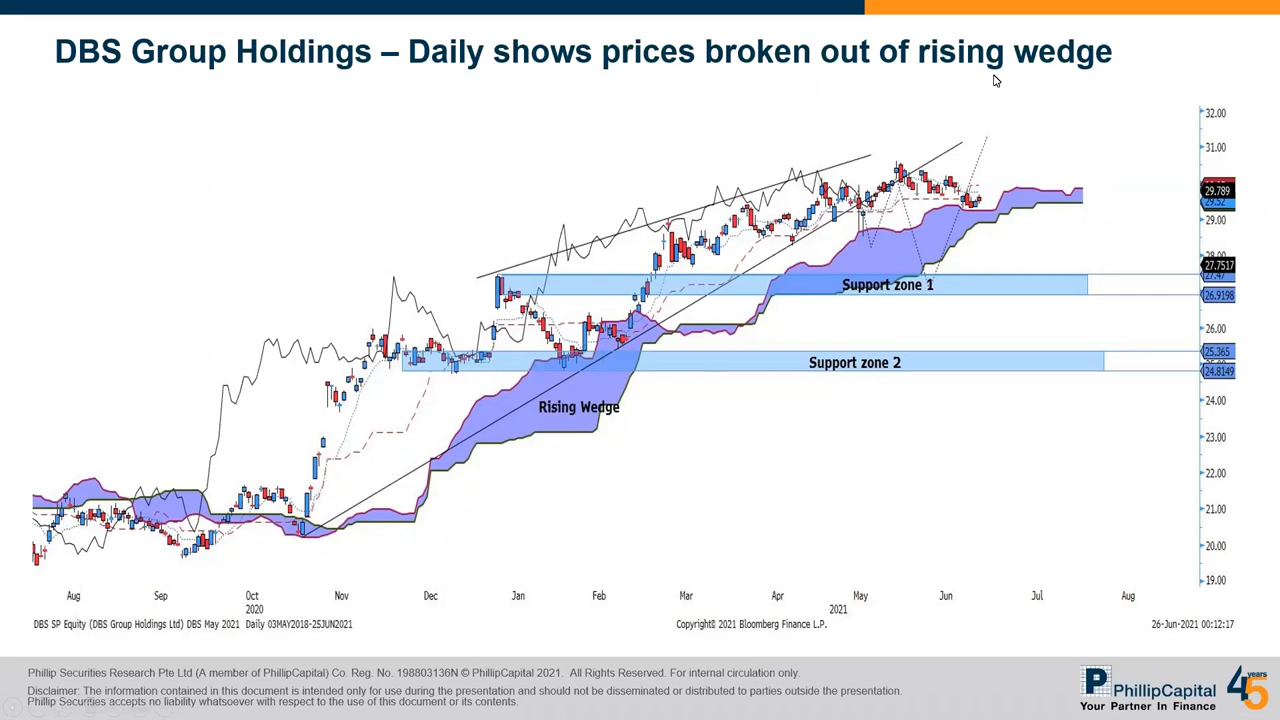 DBS Group Holdings – Daily shows prices broken out of rising wedge
32.00
31.00
29.789
29.52
29.00
28.00
27.7517
27.47
26.9198
26.00
25.365
24.8149
24.00
23.00
22.00
21.00
20.00
19.00
Support zone 1
Support zone 2
Rising Wedge
Aug Sep Oct Nov Dec Jan Feb Mar Apr May Jun Jul Aug
2020 2021
DBS SP Equity (DBS Group Holdings Ltd) DBS May 2021 Daily 03MAY2018-25JUN2021 Copyright© 2021 Bloomberg Finance L.P. 26-Jun-2021 00:12:17
Phillip Securities Research Pte Ltd (A member of PhillipCapital) Co. Reg. No. 198803136N © PhillipCapital 2021. All Rights Reserved. For internal circulation only.
Disclaimer: The information contained in this document is intended only for use during the presentation and should not be disseminated or distributed to parties outside the presentation.
Phillip Securities accepts no liability whatsoever with respect to the use of this document or its contents.
P PhillipCapital
Your Partner In Finance
45 years